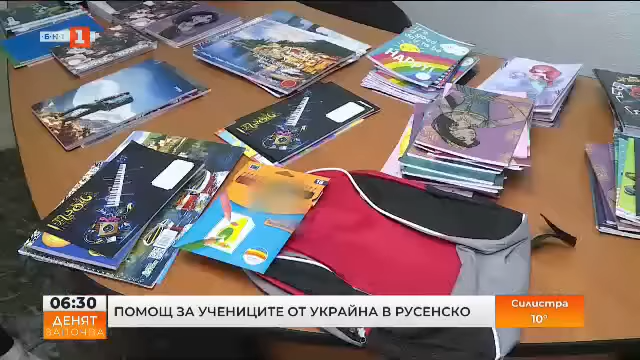 БНТ 1
06:30
ДЕНЯТ
ЗАПОЧВА
ПОМОЩ ЗА УЧЕНИЦИТЕ ОТ УКРАЙНА В РУСЕНСКО
Силистра
10°